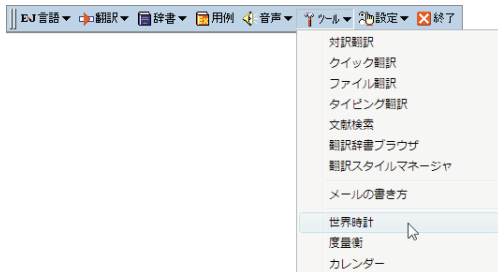 EJ 言語▼ 翻訳▼ 辞書▼ 用例 音声▼ ツール▼ 設定▼ 終了
対訳翻訳
クイック翻訳
ファイル翻訳
タイピング翻訳
文献検索
翻訳辞書ブラウザ
翻訳スタイルマネージャ
メールの書き方
世界時計
度量衡
カレンダー